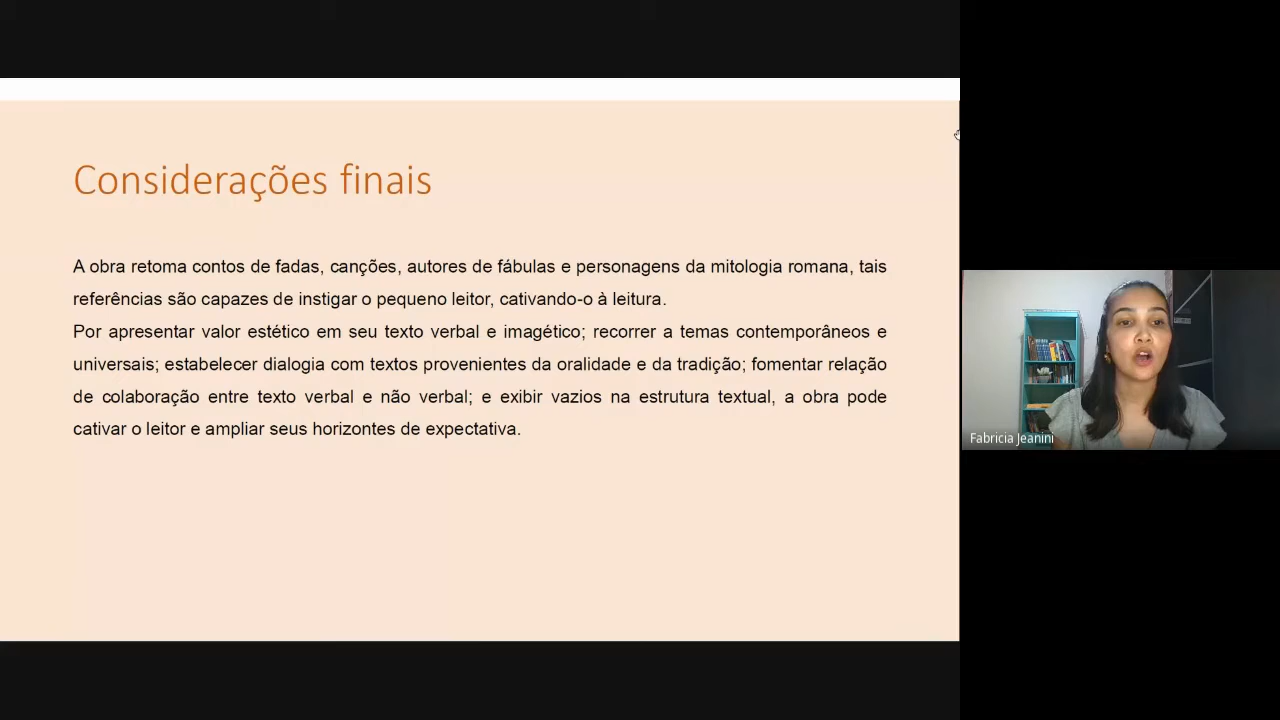 Considerações finais
A obra retoma contos de fadas, canções, autores de fábulas e personagens da mitologia romana, tais
referências são capazes de instigar o pequeno leitor, cativando-o à leitura.
Por apresentar valor estético em seu texto verbal e imagético; recorrer a temas contemporâneos e
universais; estabelecer dialogia com textos provenientes da oralidade e da tradição; fomentar relação
de colaboração entre texto verbal e não verbal; e exibir vazios na estrutura textual, a obra pode
cativar o leitor e ampliar seus horizontes de expectativa.
Fabricia Jeanini